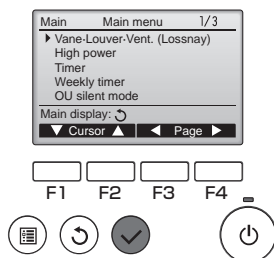 Main Main menu 1/3
Vane·Louver·Vent. (Lossnay)
High power
Timer
Weekly timer
OU silent mode
Main display:
▼ Cursor ▲ ◀ Page ▶
F1 F2 F3 F4